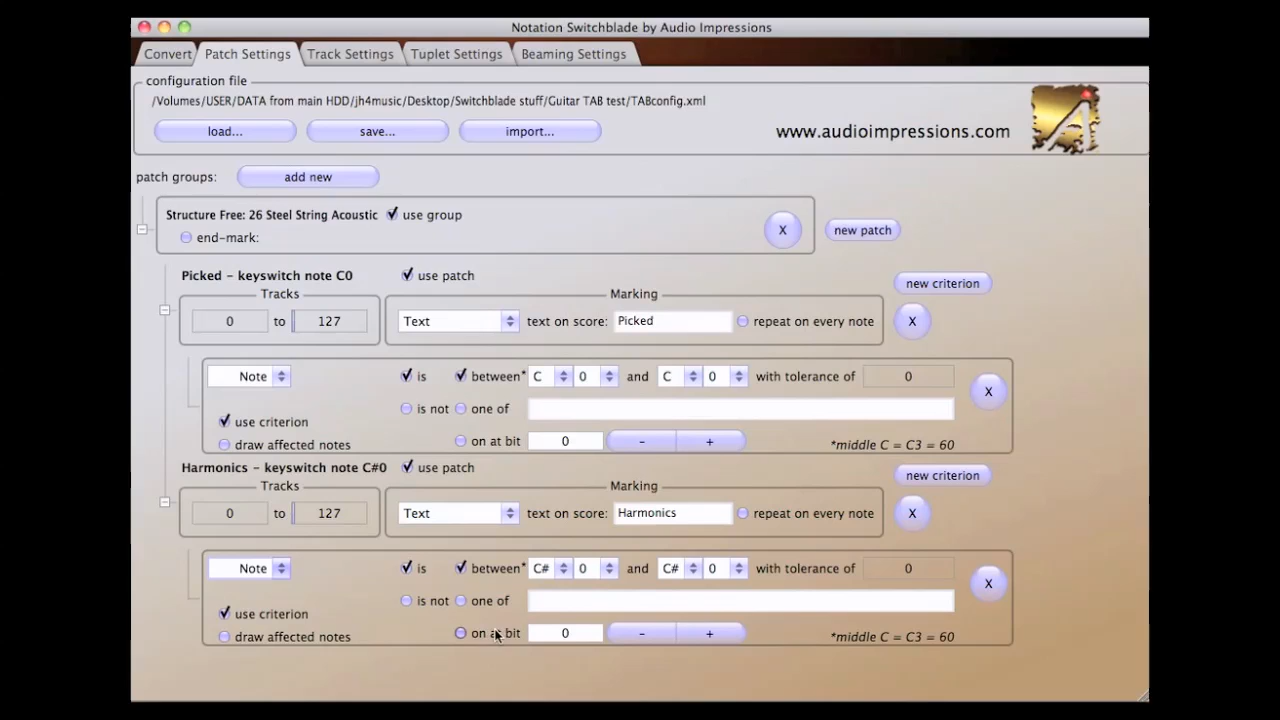 Notation Switchblade by Audio Impressions
Convert Patch Settings Track Settings Tuplet Settings Beaming Settings
configuration file
/Volumes/USER/DATA from main HDD/jh4music/Desktop/Switchblade stuff/Guitar TAB test/TABconfig.xml
load... save... import... www.audioimpressions.com
patch groups: add new
Structure Free: 26 Steel String Acoustic use group
end-mark: X new patch
Picked - keyswitch note C0 use patch new criterion
Tracks Marking
0 to 127 Text text on score: Picked repeat on every note X
Note is between* C 0 and C 0 with tolerance of 0 X
is not one of
use criterion
draw affected notes on at bit 0 - + *middle C = C3 = 60
Harmonics - keyswitch note C#0 use patch new criterion
Tracks Marking
0 to 127 Text text on score: Harmonics repeat on every note X
Note is between* C# 0 and C# 0 with tolerance of 0 X
is not one of
use criterion
draw affected notes on at bit 0 - + *middle C = C3 = 60